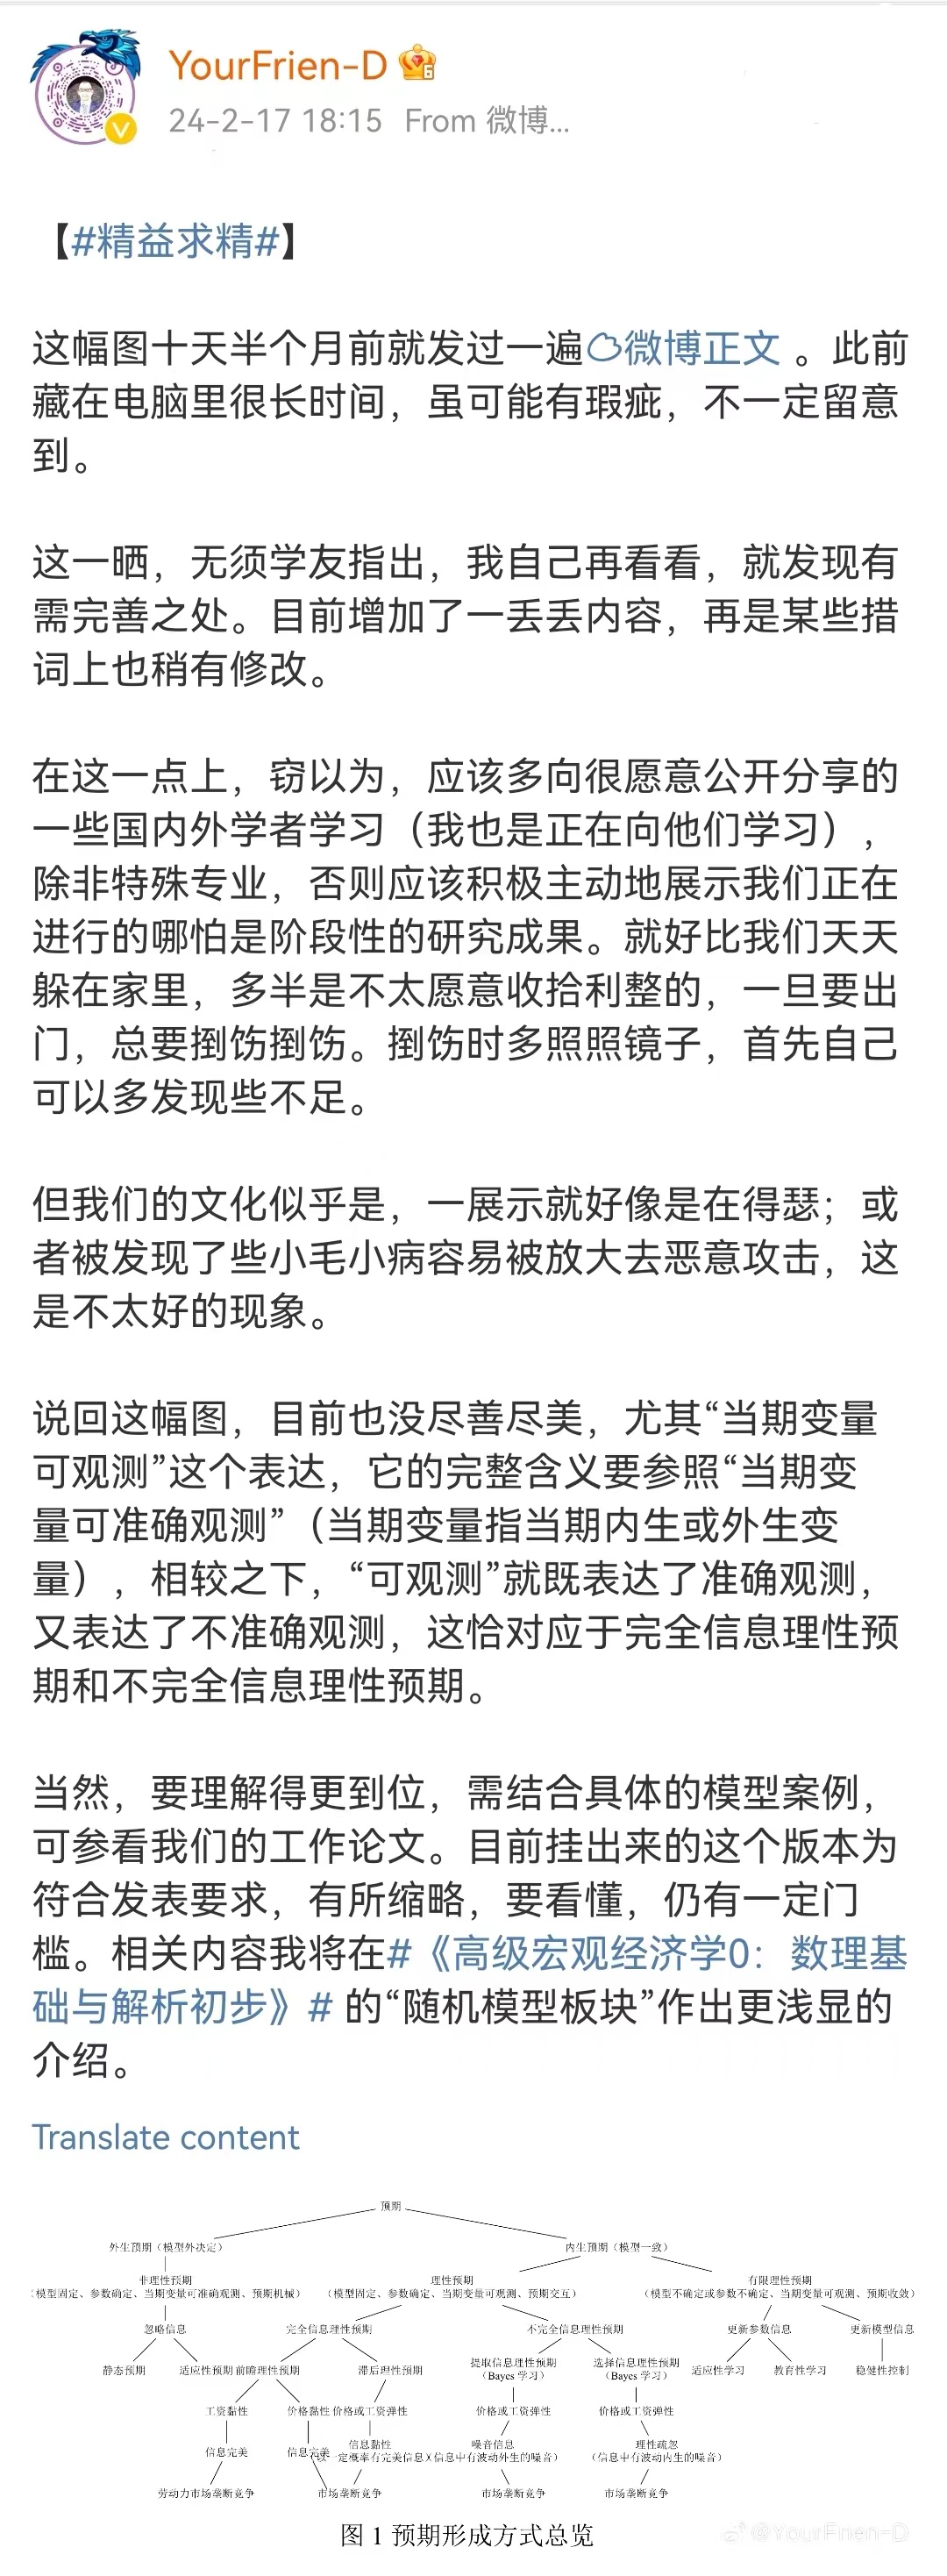 YourFrien-D
24-2-17 18:15 From 微博...
【#精益求精#】
这幅图十天半个月前就发过一遍微博正文 。此前
藏在电脑里很长时间，虽可能有瑕疵，不一定留意
到。
这一晒，无须学友指出，我自己再看看，就发现有
需完善之处。目前增加了一丢丢内容，再是某些措
词上也稍有修改。
在这一点上，窃以为，应该多向很愿意公开分享的
一些国内外学者学习（我也是正在向他们学习），
除非特殊专业，否则应该积极主动地展示我们正在
进行的哪怕是阶段性的研究成果。就好比我们天天
躲在家里，多半是不太愿意收拾利整的，一旦要出
门，总要捯饬捯饬。捯饬时多照照镜子，首先自己
可以多发现些不足。
但我们的文化似乎是，一展示就好像是在得瑟；或
者被发现了些小毛小病容易被放大去恶意攻击，这
是不太好的现象。
说回这幅图，目前也没尽善尽美，尤其“当期变量
可观测”这个表达，它的完整含义要参照“当期变
量可准确观测”（当期变量指当期内生或外生变
量），相较之下，“可观测”就既表达了准确观测，
又表达了不准确观测，这恰对应于完全信息理性预
期和不完全信息理性预期。
当然，要理解得更到位，需结合具体的模型案例，
可参看我们的工作论文。目前挂出来的这个版本为
符合发表要求，有所缩略，要看懂，仍有一定门
槛。相关内容我将在#《高级宏观经济学0：数理基
础与解析初步》# 的“随机模型板块”作出更浅显的
介绍。
Translate content
预期
外生预期（模型外决定） 内生预期（模型一致）
非理性预期 理性预期 有限理性预期
（模型固定、参数确定、当期变量可准确观测、预期机械） （模型固定、参数确定、当期变量可观测、预期交互） （模型不确定或参数不确定、当期变量可观测、预期收敛）
忽略信息 完全信息理性预期 不完全信息理性预期 更新参数信息 更新模型信息
静态预期 适应性预期 前瞻理性预期 滞后理性预期 提取信息理性预期 选择信息理性预期 适应性学习 教育性学习 稳健性控制
（Bayes 学习） （Bayes 学习）
工资黏性 价格黏性 价格或工资弹性 价格或工资弹性 价格或工资弹性
信息完美 信息完美 信息黏性 噪音信息 理性疏忽
一定概率有完美信息）（信息中有波动外生的噪音） （信息中有波动内生的噪音）
劳动力市场垄断竞争 市场垄断竞争 市场垄断竞争 市场垄断竞争
图 1 预期形成方式总览
@YourFrien-D